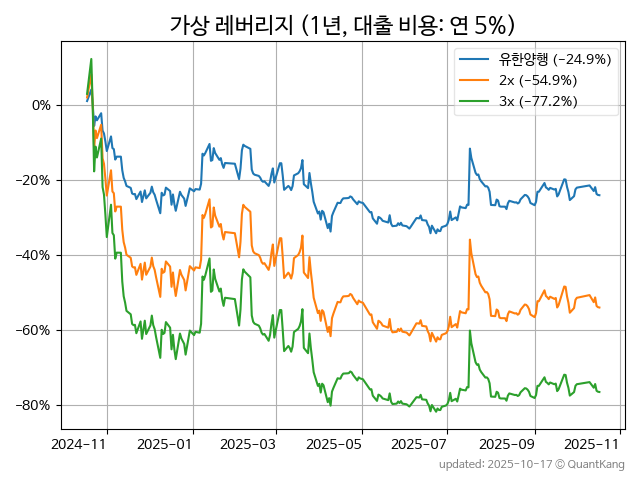 가상 레버리지 (1년, 대출 비용: 연 5%)
유한양행 (-24.9%)
2x (-54.9%)
3x (-77.2%)
0%
−20%
−40%
−60%
−80%
2024-11 2025-01 2025-03 2025-05 2025-07 2025-09 2025-11
updated: 2025-10-17 © QuantKang